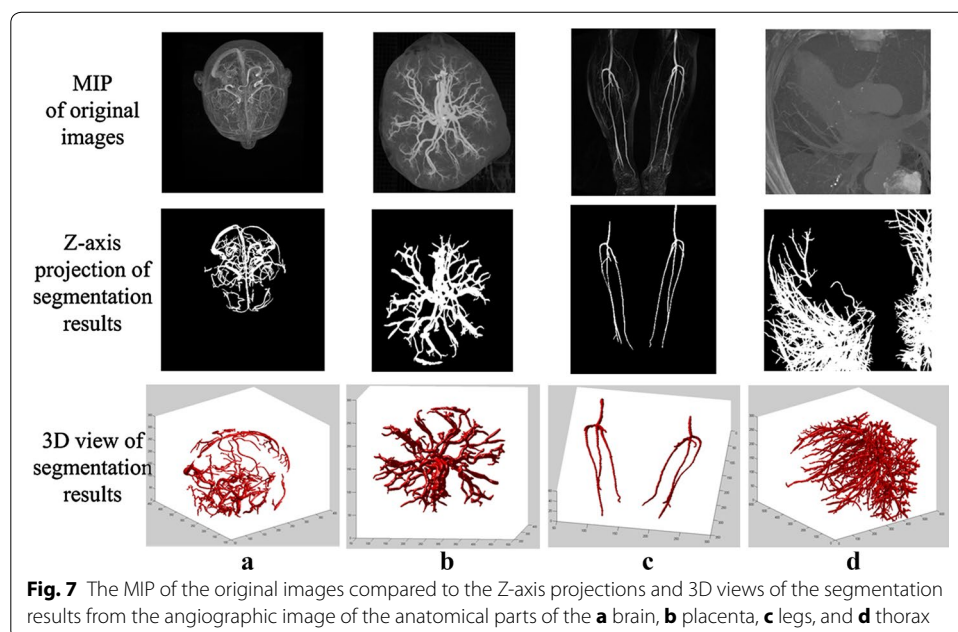 MIP
of original
images
Z-axis
projection of
segmentation
results
3D view of
segmentation
results
a b c d
Fig. 7 The MIP of the original images compared to the Z-axis projections and 3D views of the segmentation
results from the angiographic image of the anatomical parts of the a brain, b placenta, c legs, and d thorax